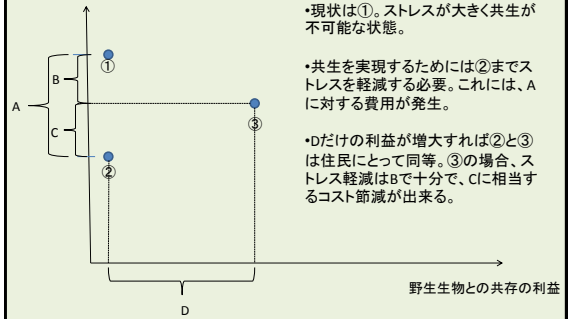 •現状は①。ストレスが大きく共生が
不可能な状態。
•共生を実現するためには②までス
トレスを軽減する必要。これには、A
に対する費用が発生。
•Dだけの利益が増大すれば②と③
は住民にとって同等。③の場合、ス
トレス軽減はBで十分で、Cに相当す
るコスト節減が出来る。
①
B
A
C
③
②
野生生物との共存の利益
D